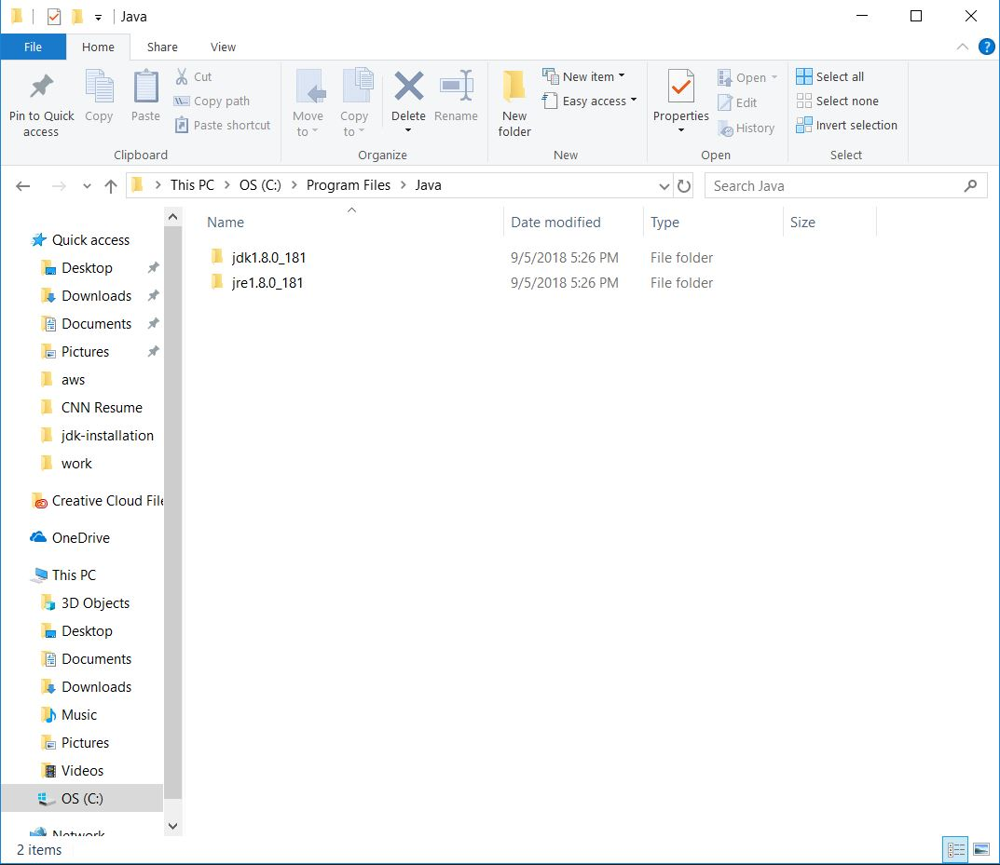 Java
File Home Share View
Pin to Quick access
Copy
Paste
Cut
Copy path
Paste shortcut
Clipboard
Move to
Copy to
Delete
Rename
Organize
New folder
New item
Easy access
New
Properties
Open
Edit
History
Open
Select all
Select none
Invert selection
Select
This PC > OS (C:) > Program Files > Java
Search Java
Name Date modified Type Size
jdk1.8.0_181 9/5/2018 5:26 PM File folder
jre1.8.0_181 9/5/2018 5:26 PM File folder
Quick access
Desktop
Downloads
Documents
Pictures
aws
CNN Resume
jdk-installation
work
Creative Cloud File
OneDrive
This PC
3D Objects
Desktop
Documents
Downloads
Music
Pictures
Videos
OS (C:)
Network
2 items